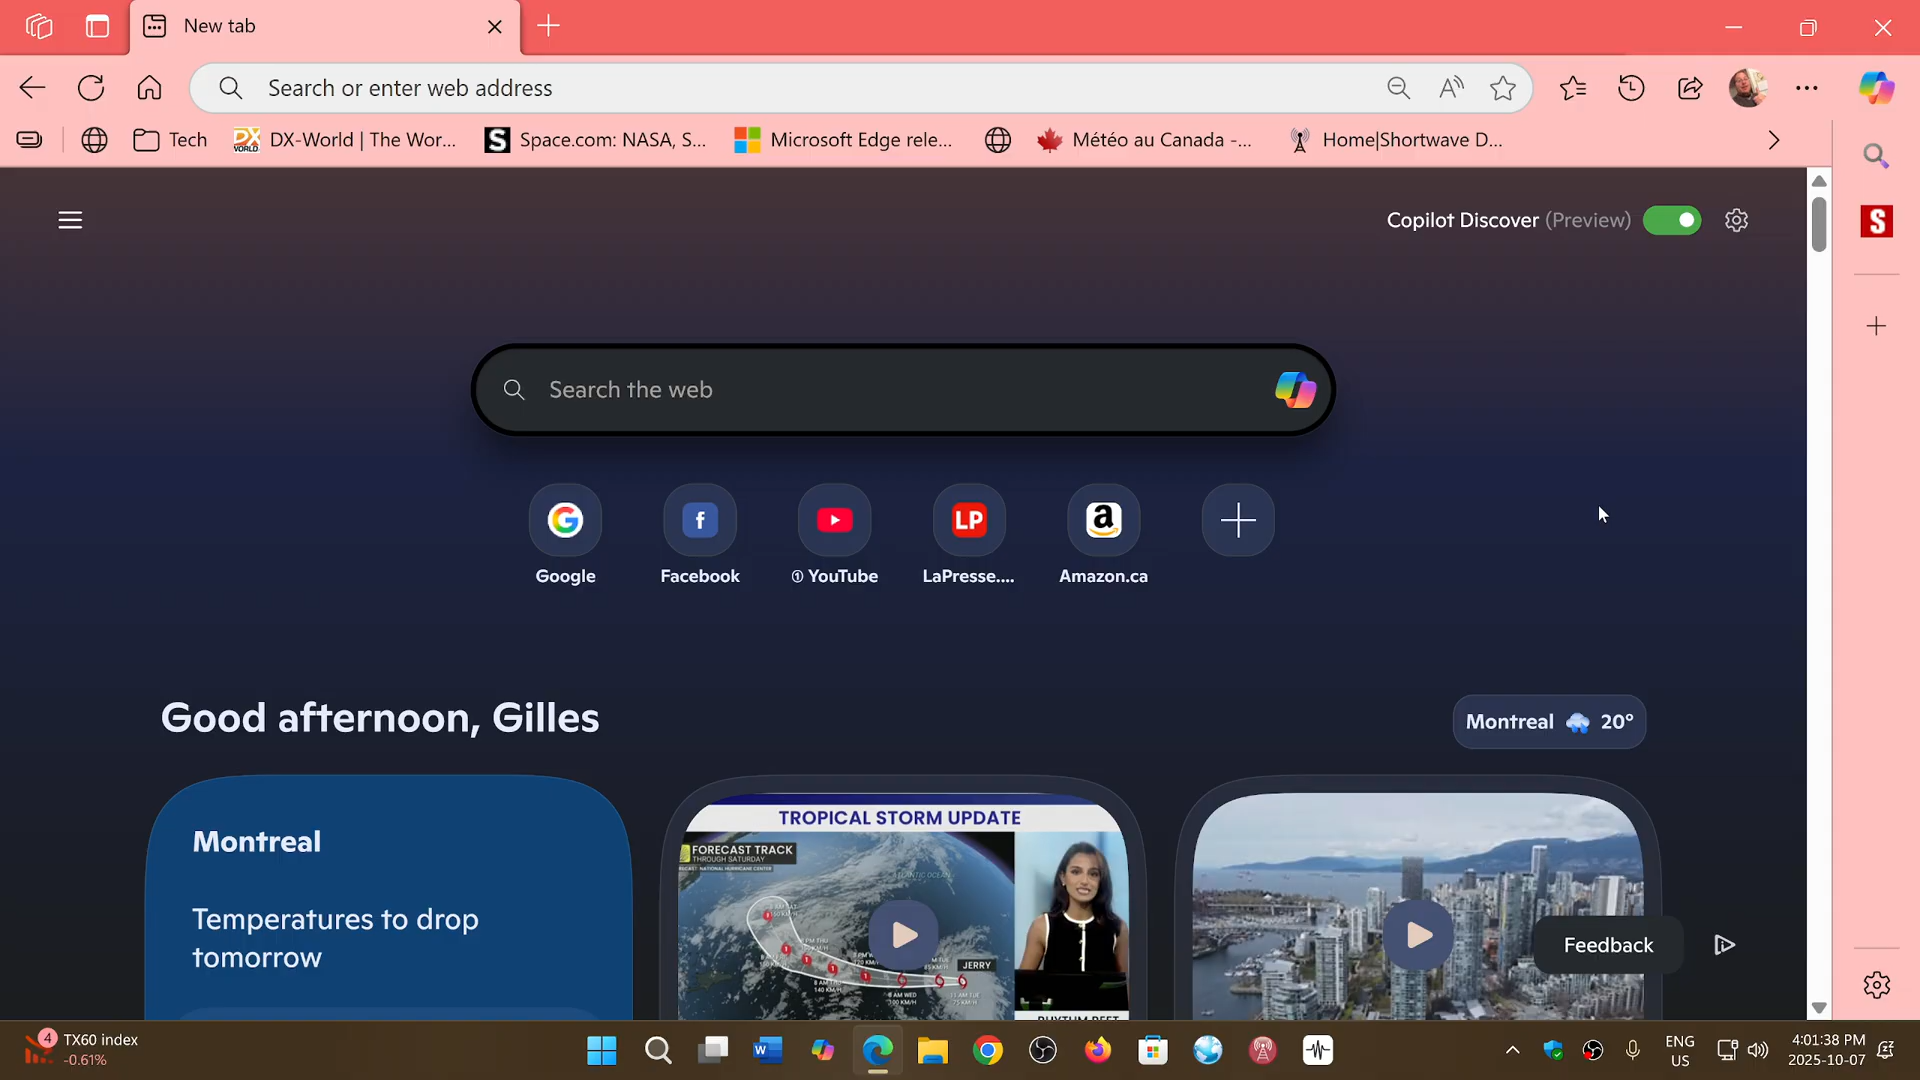 New tab
Search or enter web address
Tech
DX-World | The Wor...
Space.com: NASA, S...
Microsoft Edge rele...
Météo au Canada -...
Home|Shortwave D...
Copilot Discover (Preview)
Search the web
Google
Facebook
① YouTube
LaPresse....
Amazon.ca
Good afternoon, Gilles
Montreal 20°
Montreal
Temperatures to drop
tomorrow
TROPICAL STORM UPDATE
FORECAST TRACK
THROUGH SATURDAY
ATLANTIC OCEAN
JERRY
Feedback
4
TX60 index
-0.61%
ENG
US
4:01:38 PM
2025-10-07